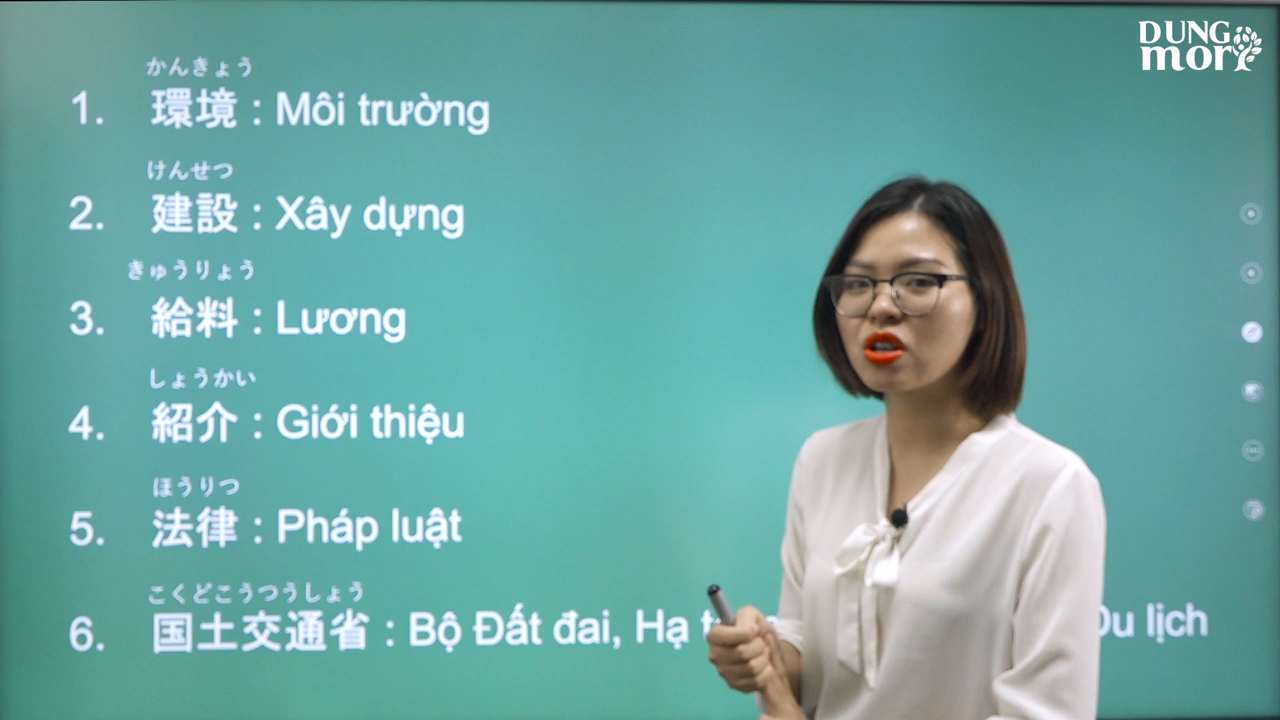 DUNG
mori
かんきょう
1. 環境 : Môi trường
けんせつ
2. 建設 : Xây dựng
きゅうりょう
3. 給料 : Lương
しょうかい
4. 紹介 : Giới thiệu
ほうりつ
5. 法律 : Pháp luật
こくどこうつうしょう
6. 国土交通省 : Bộ Đất đai, Hạ Du lịch